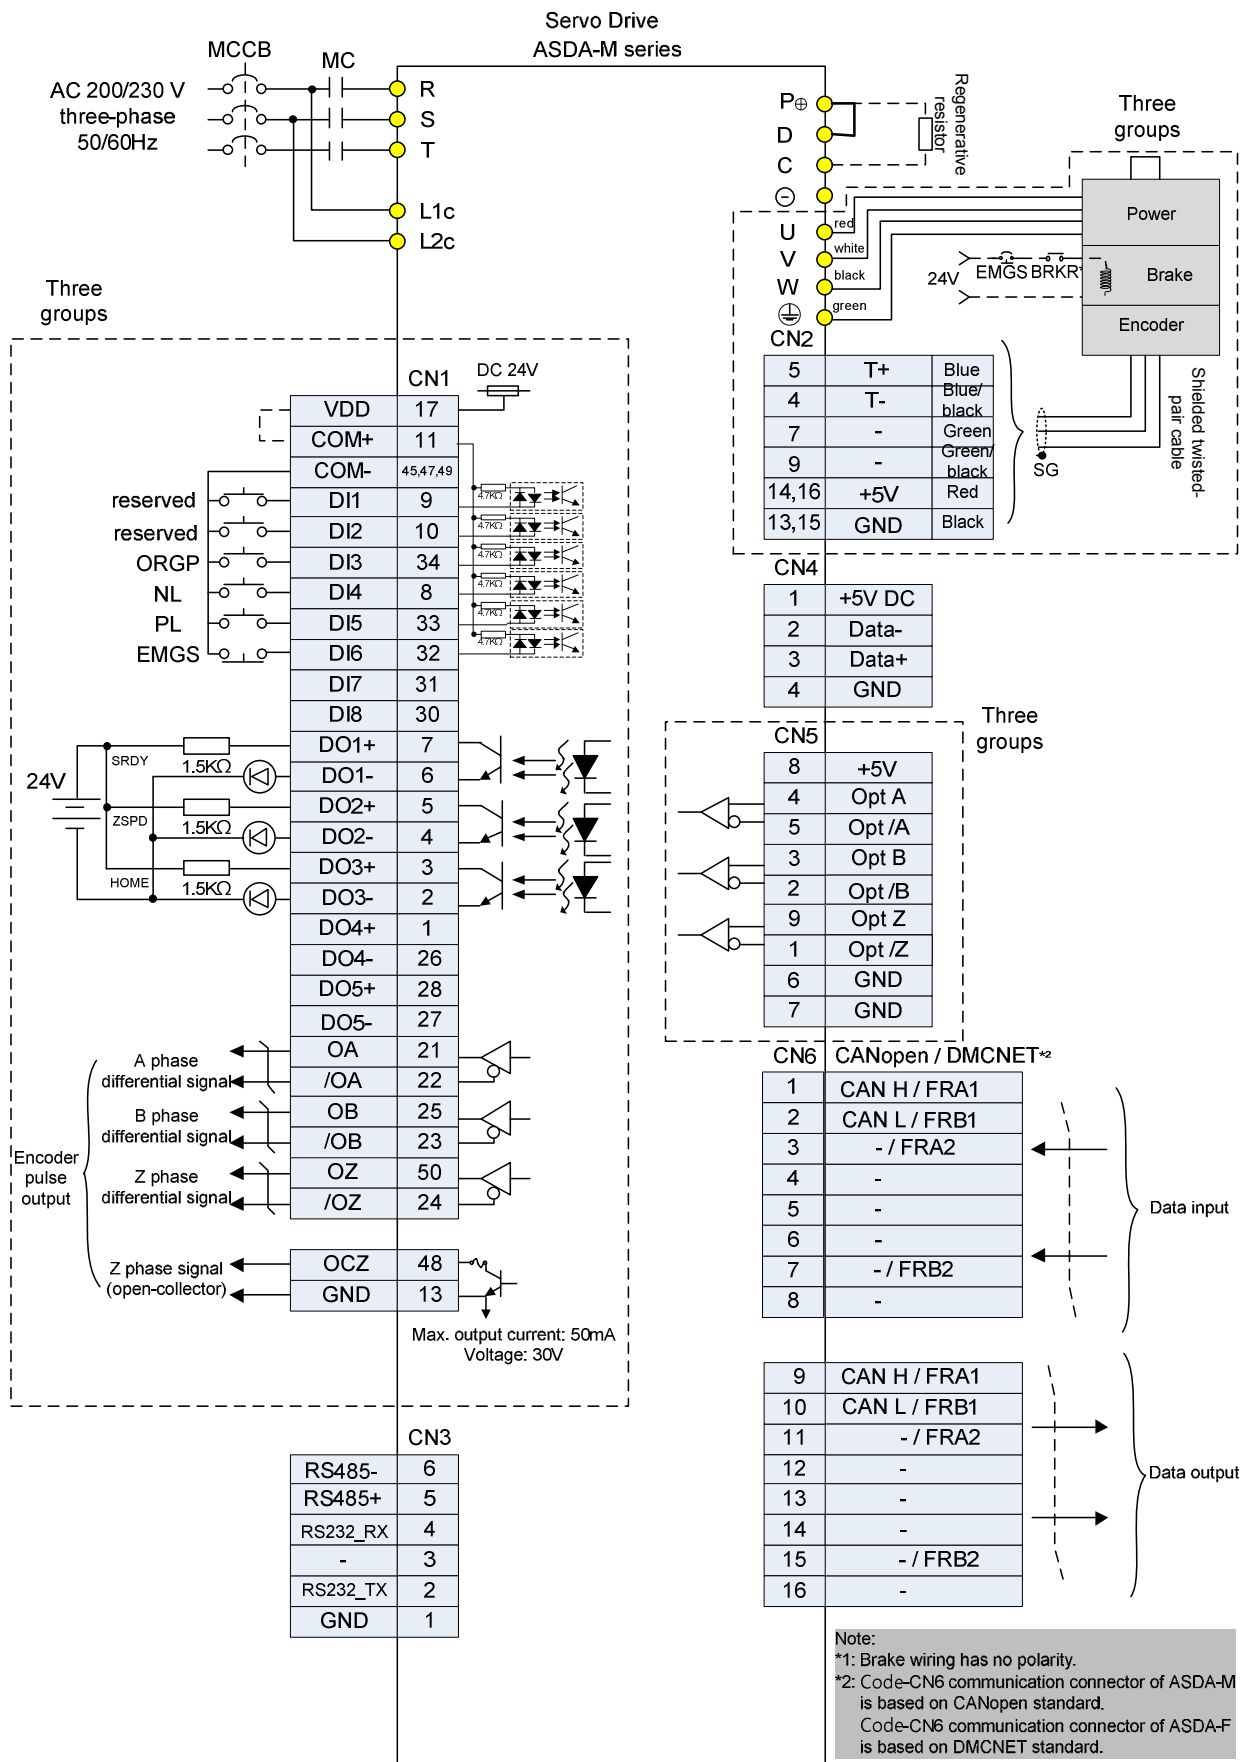 Servo Drive
ASDA-M series
MCCB
MC
AC 200/230 V
three-phase
50/60Hz
R
S
T
L1c
L2c
P⊕
D
C
⊖
Regenerative
resistor
Three
groups
U red
V white
W black
green
Power
Brake
Encoder
24V
EMGS BRKR*
CN2
5 T+ Blue
4 T- Blue/
black
7 - Green
9 - Green/
black
14,16 +5V Red
13,15 GND Black
SG
Shielded twisted-
pair cable
Three
groups
CN1
DC 24V
VDD 17
COM+ 11
COM- 45,47,49
reserved DI1 9 4.7KΩ
reserved DI2 10 4.7KΩ
ORGP DI3 34 4.7KΩ
NL DI4 8 4.7KΩ
PL DI5 33 4.7KΩ
EMGS DI6 32 4.7KΩ
DI7 31
DI8 30
24V
SRDY 1.5KΩ
DO1+ 7
DO1- 6
ZSPD 1.5KΩ
DO2+ 5
DO2- 4
HOME 1.5KΩ
DO3+ 3
DO3- 2
DO4+ 1
DO4- 26
DO5+ 28
DO5- 27
Encoder
pulse
output
A phase
differential signal
OA 21
/OA 22
B phase
differential signal
OB 25
/OB 23
Z phase
differential signal
OZ 50
/OZ 24
Z phase signal
(open-collector)
OCZ 48
GND 13
Max. output current: 50mA
Voltage: 30V
CN3
RS485- 6
RS485+ 5
RS232_RX 4
- 3
RS232_TX 2
GND 1
CN4
1 +5V DC
2 Data-
3 Data+
4 GND
Three
groups
CN5
8 +5V
4 Opt A
5 Opt /A
3 Opt B
2 Opt /B
9 Opt Z
1 Opt /Z
6 GND
7 GND
CN6 CANopen / DMCNET*2
1 CAN H / FRA1
2 CAN L / FRB1
3 - / FRA2
4 -
5 -
6 -
7 - / FRB2
8 -
Data input
9 CAN H / FRA1
10 CAN L / FRB1
11 - / FRA2
12 -
13 -
14 -
15 - / FRB2
16 -
Data output
Note:
*1: Brake wiring has no polarity.
*2: Code-CN6 communication connector of ASDA-M
is based on CANopen standard.
Code-CN6 communication connector of ASDA-F
is based on DMCNET standard.